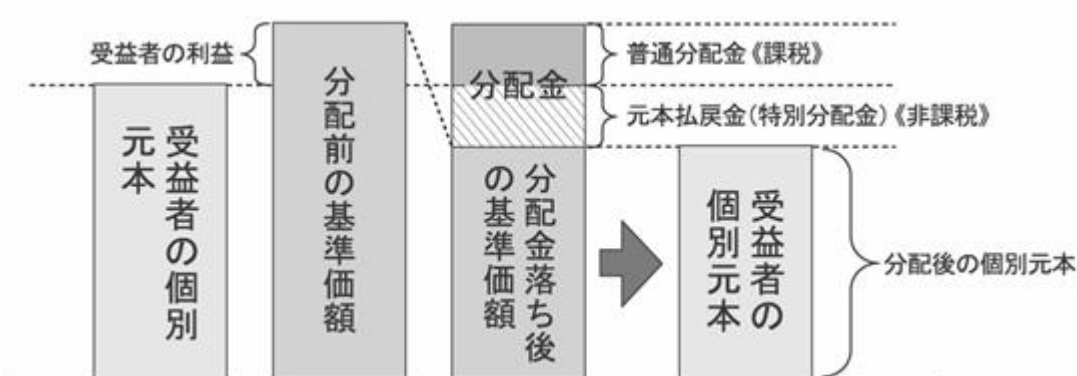 受益者の利益
受益者の個別
元本
分配前の基準価額
分配金
分配金落ち後
の基準価額
普通分配金《課税》
元本払戻金(特別分配金)《非課税》
受益者の
個別元本
分配後の個別元本